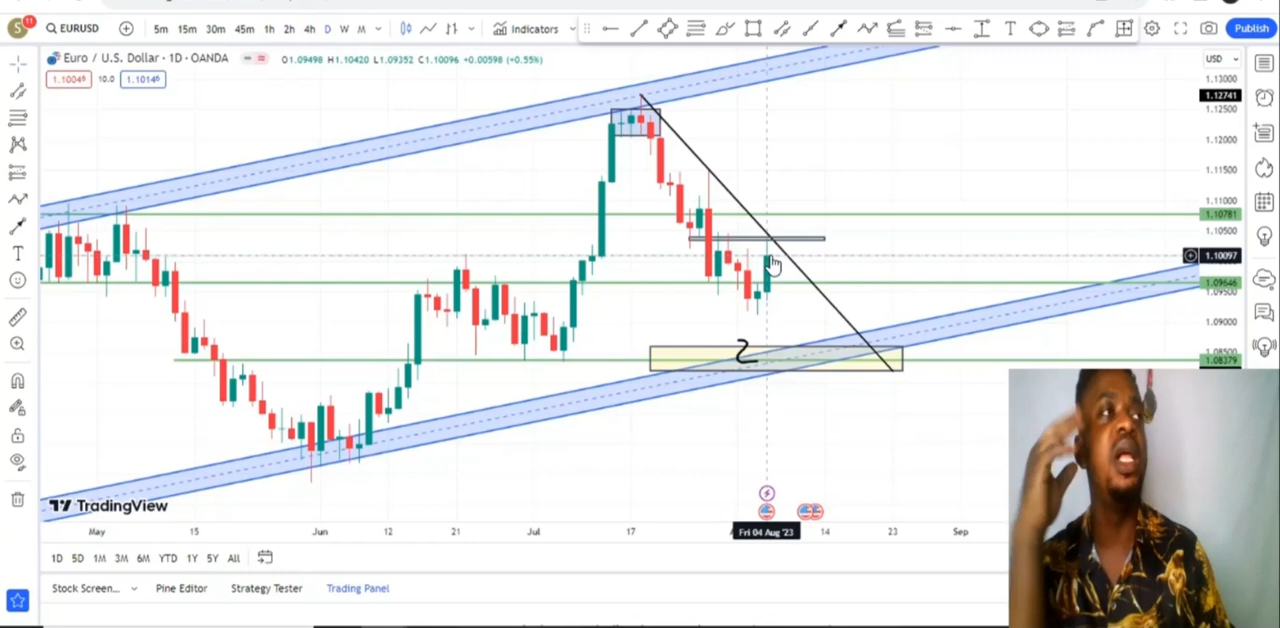 S 11 EURUSD 5m 15m 30m 45m 1h 2h 4h D W M Indicators T Publish
Euro / U.S. Dollar · 1D · OANDA O1.09498 H1.10420 L1.09352 C1.10096 +0.00598 (+0.55%) USD
1.10046 10.0 1.10146
1.13000
1.12741
1.12500
1.12000
1.11500
1.11000
1.10781
1.10500
1.10097
1.09646
1.09500
1.09000
1.08379
2
TradingView
May 15 Jun 12 21 Jul 17 Fri 04 Aug '23 14 23 Sep
1D 5D 1M 3M 6M YTD 1Y 5Y All
Stock Screen... Pine Editor Strategy Tester Trading Panel